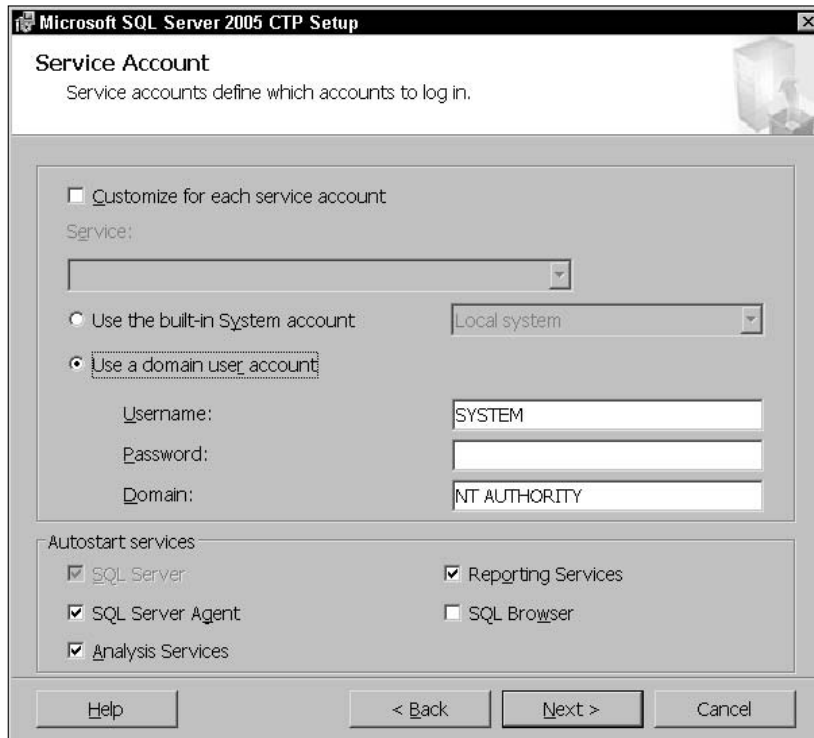 Microsoft SQL Server 2005 CTP Setup
Service Account
Service accounts define which accounts to log in.
Customize for each service account
Service:
Use the built-in System account
Local system
Use a domain user account
Username:
SYSTEM
Password:
Domain:
NT AUTHORITY
Autostart services
SQL Server
Reporting Services
SQL Server Agent
SQL Browser
Analysis Services
Help
< Back
Next >
Cancel